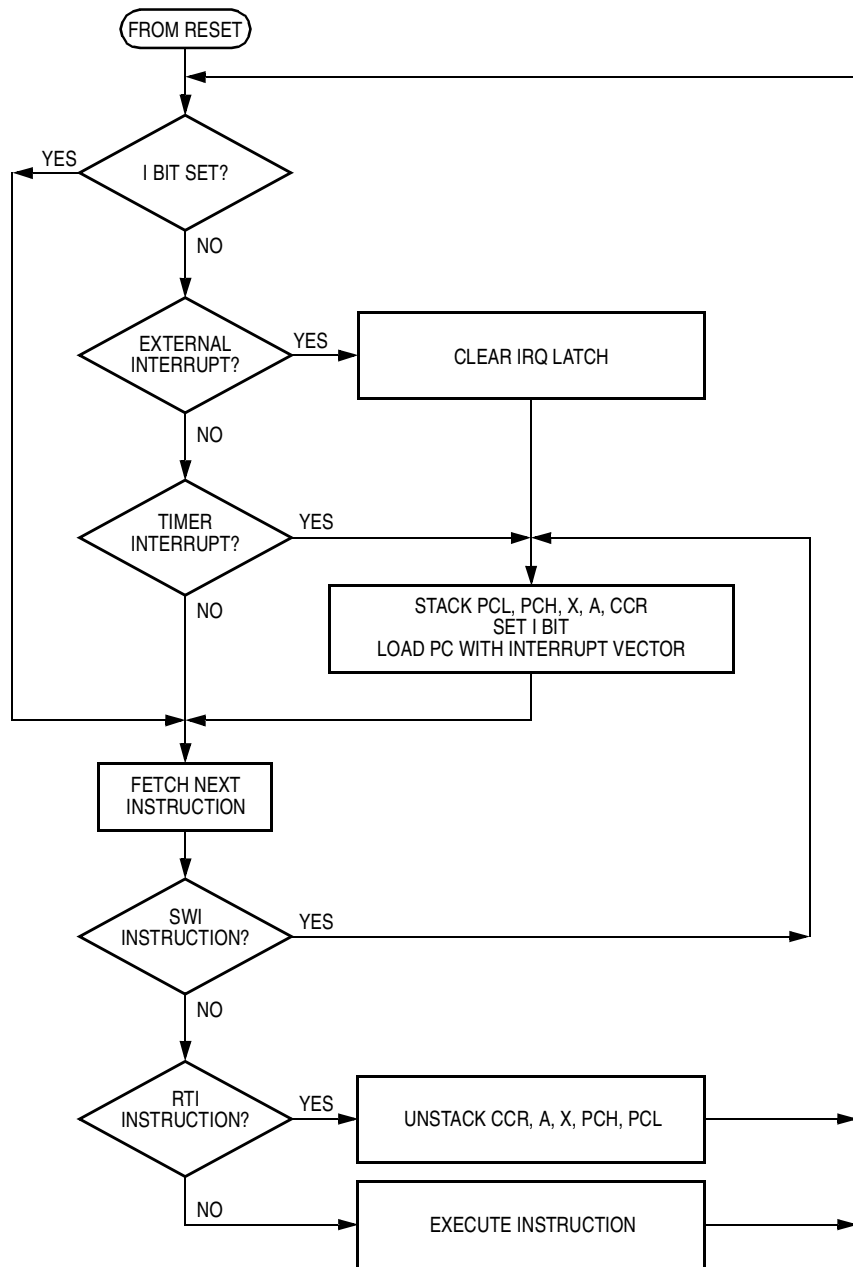 FROM RESET
YES
I BIT SET?
NO
EXTERNAL
INTERRUPT?
YES
CLEAR IRQ LATCH
NO
TIMER
INTERRUPT?
YES
NO
STACK PCL, PCH, X, A, CCR
SET I BIT
LOAD PC WITH INTERRUPT VECTOR
FETCH NEXT
INSTRUCTION
SWI
INSTRUCTION?
YES
NO
RTI
INSTRUCTION?
YES
UNSTACK CCR, A, X, PCH, PCL
NO
EXECUTE INSTRUCTION